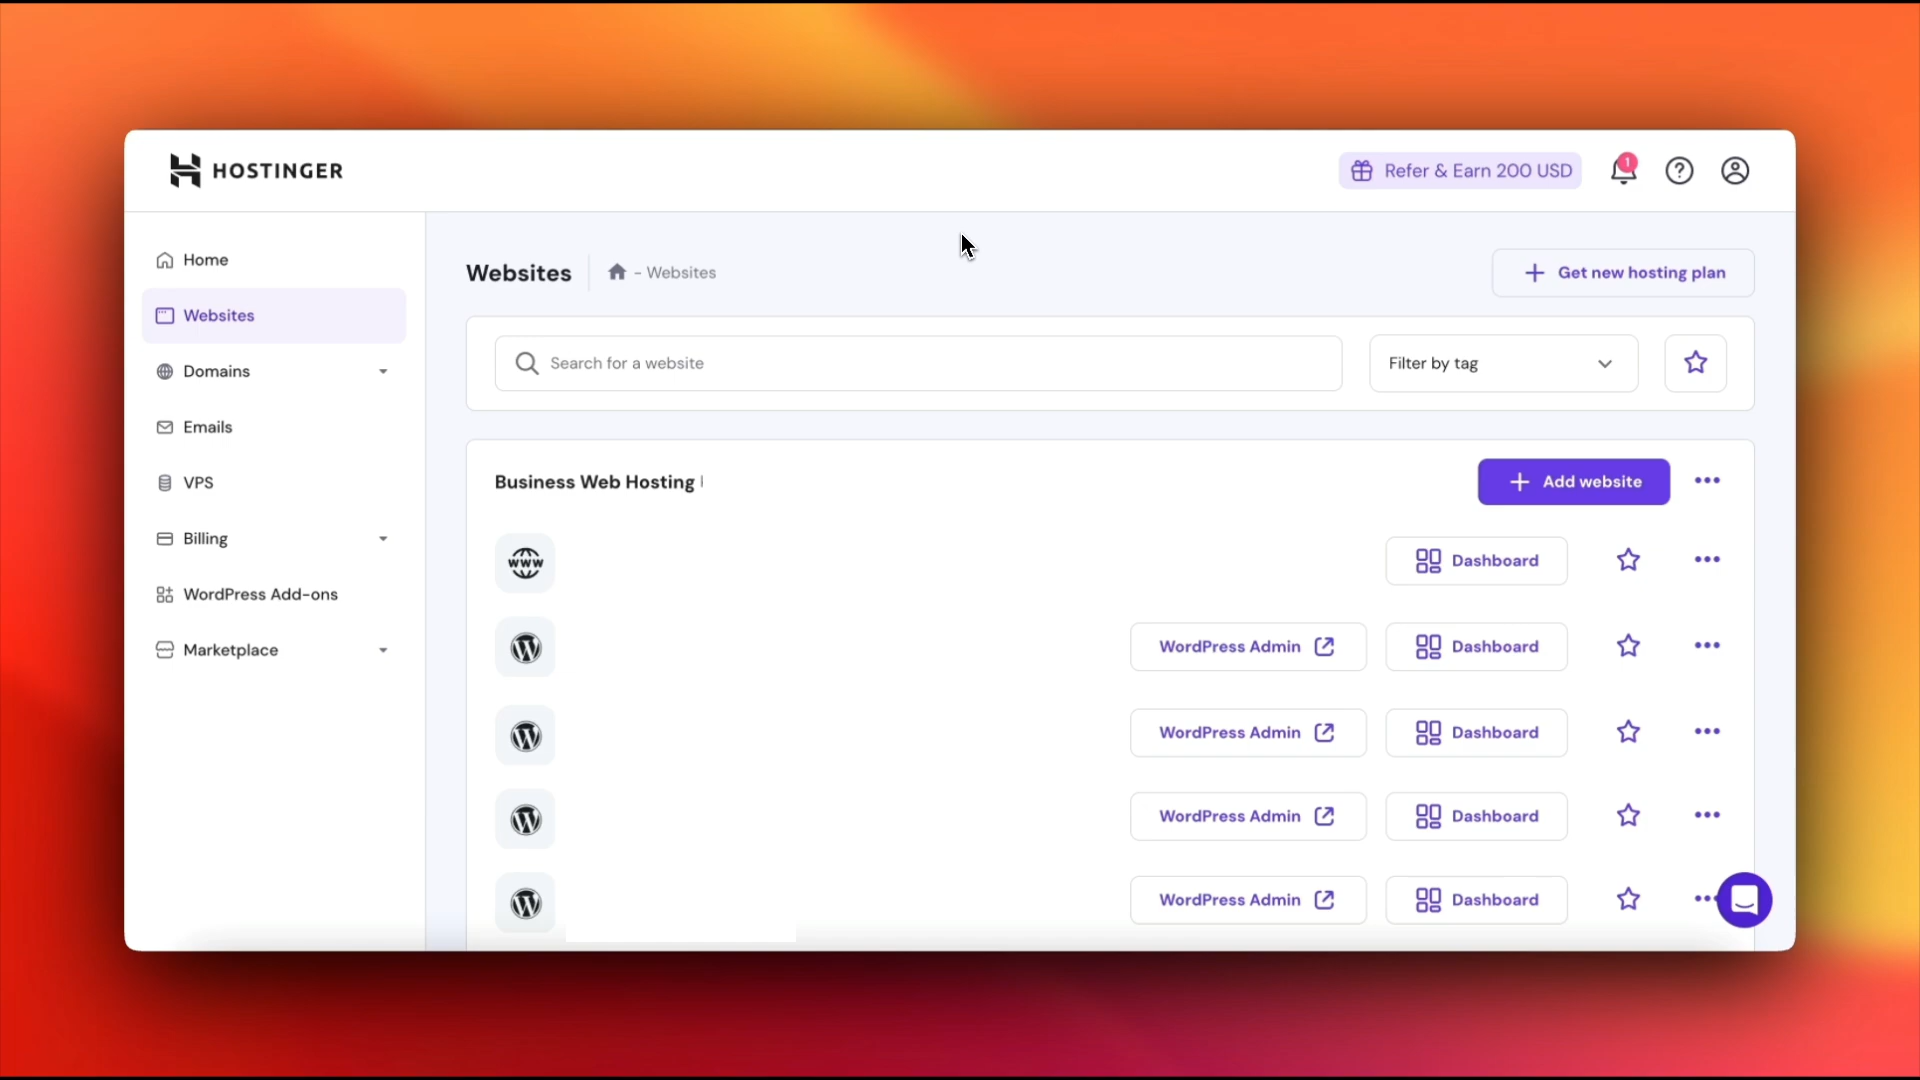 HOSTINGER
Refer & Earn 200 USD
1
Home
Websites
Domains
Emails
VPS
Billing
WordPress Add-ons
Marketplace
Websites
- Websites
Get new hosting plan
Search for a website
Filter by tag
Business Web Hosting
Add website
www
Dashboard
WordPress Admin
Dashboard
WordPress Admin
Dashboard
WordPress Admin
Dashboard
WordPress Admin
Dashboard